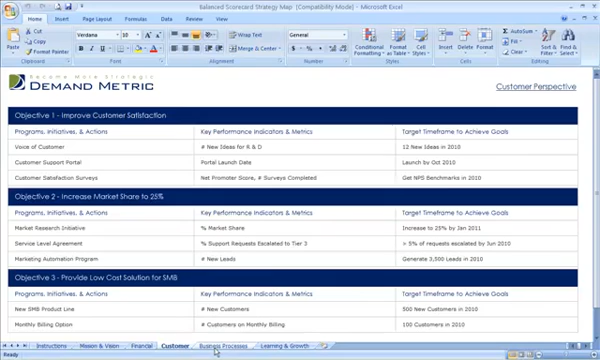 Balanced Scorecard Strategy Map [Compatibility Mode] - Microsoft Excel
Home Insert Page Layout Formulas Data Review View
Paste
Cut
Copy
Format Painter
Clipboard
Verdana 10
Font
Wrap Text
Merge & Center
Alignment
General
Number
Conditional Formatting
Format as Table
Cell Styles
Styles
Insert Delete Format
Cells
AutoSum
Fill
Clear
Sort & Filter
Find & Select
Editing
Become More Strategic
DEMAND METRIC
Customer Perspective
Objective 1 - Improve Customer Satisfaction
Programs, Initiatives, & Actions Key Performance Indicators & Metrics Target Timeframe to Achieve Goals
Voice of Customer # New Ideas for R & D 12 New Ideas in 2010
Customer Support Portal Portal Launch Date Launch by Oct 2010
Customer Satisfaction Surveys Net Promoter Score, # Surveys Completed Get NPS Benchmarks in 2010
Objective 2 - Increase Market Share to 25%
Programs, Initiatives, & Actions Key Performance Indicators & Metrics Target Timeframe to Achieve Goals
Market Research Initiative % Market Share Increase to 25% by Jan 2011
Service Level Agreement % Support Requests Escalated to Tier 3 > 5% of requests escalated by Jun 2010
Marketing Automation Program # New Leads Generate 3,500 Leads in 2010
Objective 3 - Provide Low Cost Solution for SMB
Programs, Initiatives, & Actions Key Performance Indicators & Metrics Target Timeframe to Achieve Goals
New SMB Product Line # New Customers 500 New Customers in 2010
Monthly Billing Option # Customers on Monthly Billing 100 Customers in 2010
Instructions Mission & Vision Financial Customer Business Processes Learning & Growth
Ready